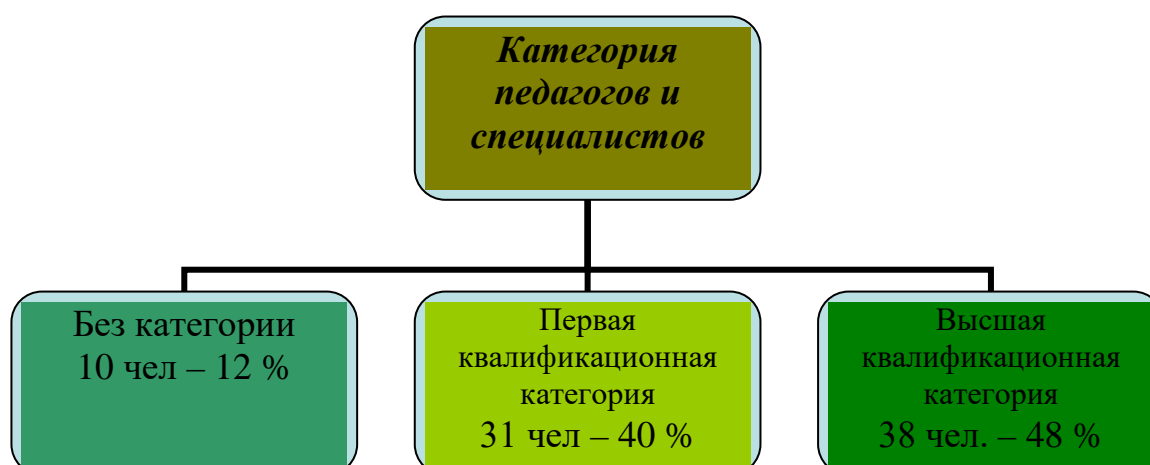 Категория
педагогов и
специалистов
Без категории
10 чел – 12 %
Первая
квалификационная
категория
31 чел – 40 %
Высшая
квалификационная
категория
38 чел. – 48 %